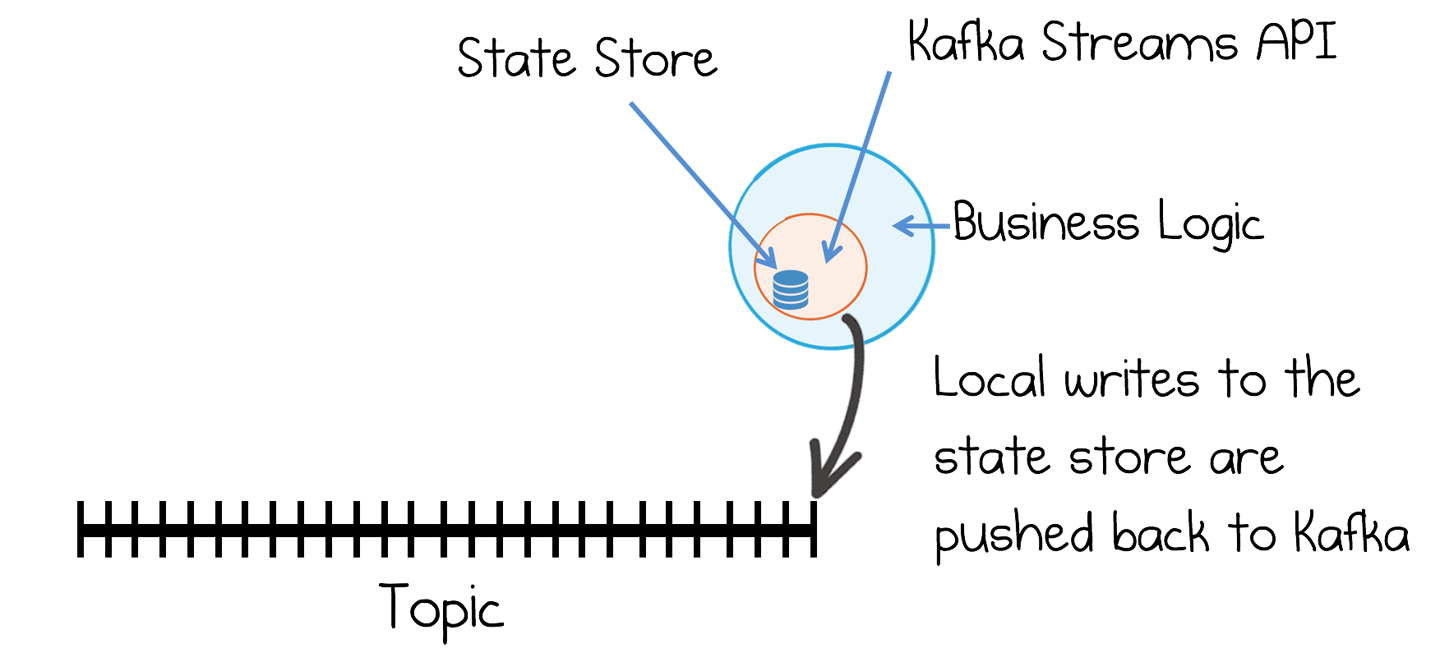 State Store
Kafka Streams API
Business Logic
Local writes to the
state store are
pushed back to Kafka
Topic